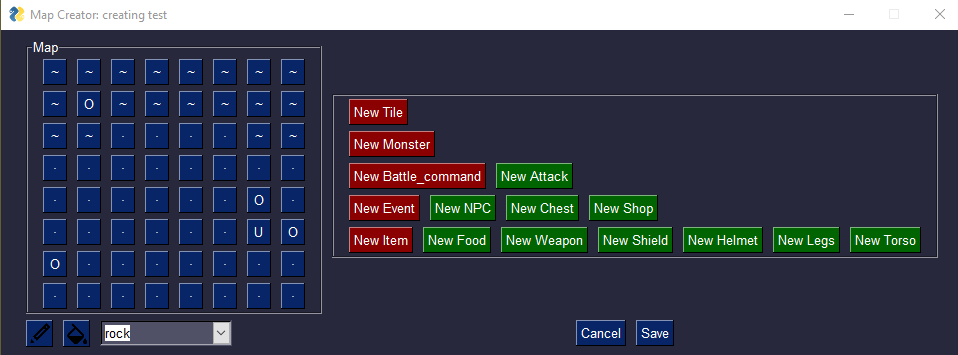 Map Creator: creating test
Map
~ ~ ~ ~ ~ ~ ~ ~
~ O ~ ~ ~ ~ ~ ~
~ ~ . . . . ~ ~
. . . . . . . .
. . . . . . O .
. . . . . . U O
O . . . . . . .
. . . . . . . .
rock
New Tile
New Monster
New Battle_command New Attack
New Event New NPC New Chest New Shop
New Item New Food New Weapon New Shield New Helmet New Legs New Torso
Cancel Save